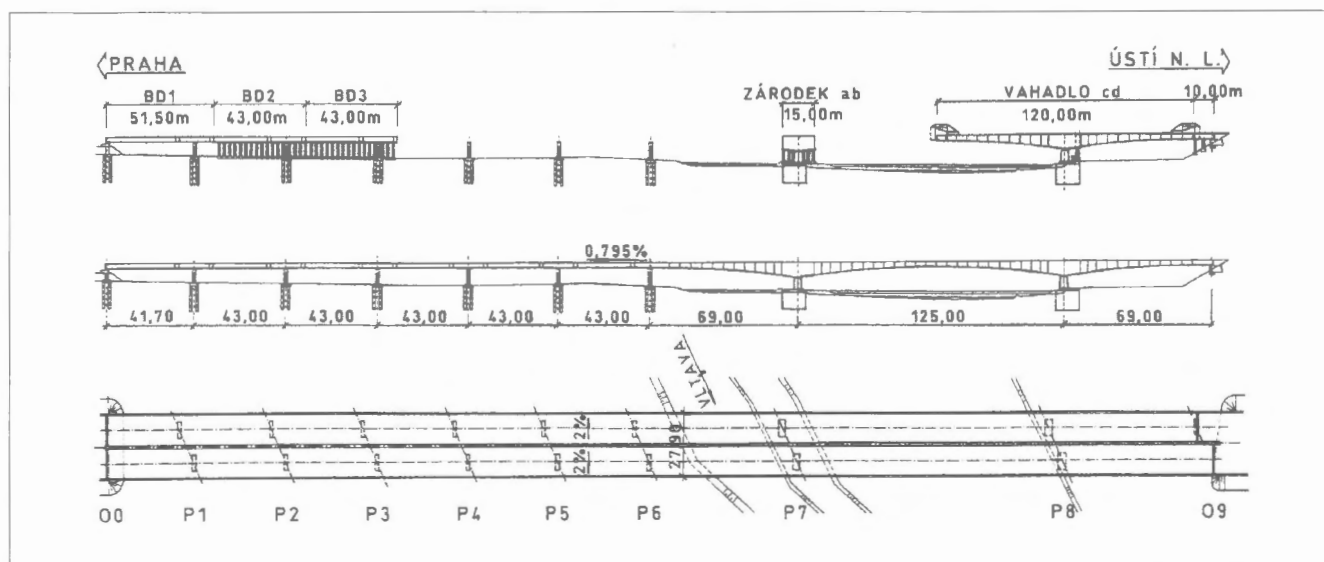 PRAHA
ÚSTÍ N. L.
BD1 BD2 BD3 ZÁRODEK ab VAHADLO cd 10,00m
51,50m 43,00m 43,00m 15,00m 120,00m
0,795%
41,70 43,00 43,00 43,00 43,00 43,00 69,00 125,00 69,00
VLTAVA
2% 2%
27,90
O0 P1 P2 P3 P4 P5 P6 P7 P8 O9